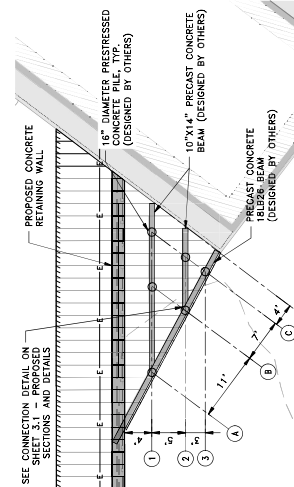 SEE CONNECTION DETAIL ON
SHEET 3.1 - PROPOSED
SECTIONS AND DETAILS
PROPOSED CONCRETE
RETAINING WALL
16" DIAMETER PRESTRESSED
CONCRETE PILE, TYP.
(DESIGNED BY OTHERS)
10"X14" PRECAST CONCRETE
BEAM (DESIGNED BY OTHERS)
PRECAST CONCRETE
18LB26 BEAM
(DESIGNED BY OTHERS)
E
E
E
E
E
4'
5'
3'
1
2
3
11'
7'
4'
A
B
C